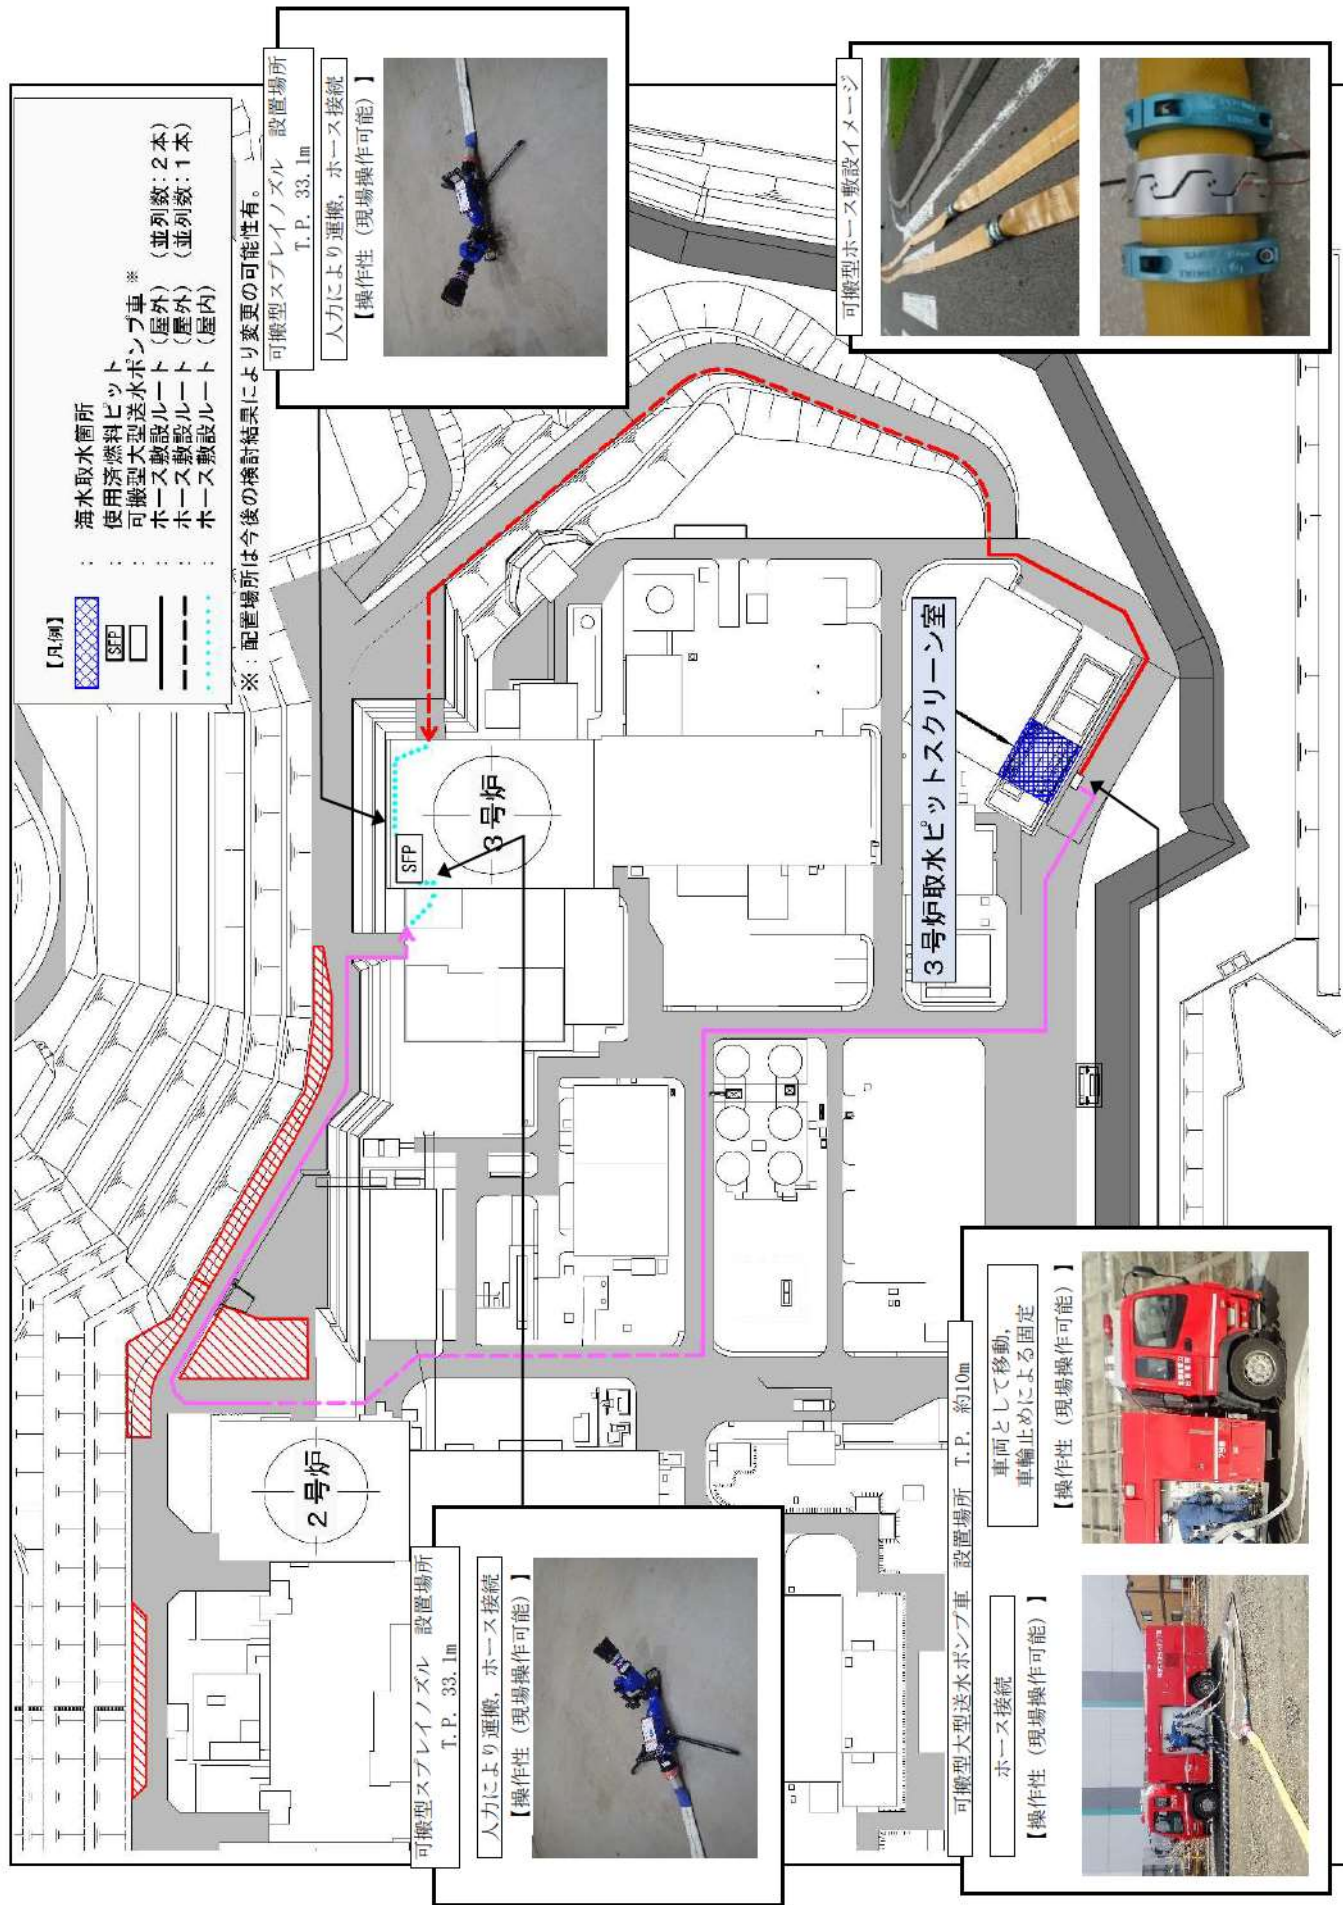 【凡例】
： 海水取水箇所
SFP ： 使用済燃料ピット
： 可搬型大型送水ポンプ車 ※
： ホース敷設ルート（屋外）（並列数：２本）
： ホース敷設ルート（屋外）（並列数：１本）
： ホース敷設ルート（屋内）
※：配置場所は今後の検討結果により変更の可能性有。
可搬型スプレイノズル 設置場所
T.P. 33.1m
人力により運搬，ホース接続
【操作性（現場操作可能）】
可搬型ホース敷設イメージ
SFP
３号炉
３号炉取水ピットスクリーン室
２号炉
可搬型スプレイノズル 設置場所
T.P. 33.1m
人力により運搬，ホース接続
【操作性（現場操作可能）】
可搬型大型送水ポンプ車 設置場所 T.P. 約10m
ホース接続
【操作性（現場操作可能）】
車両として移動，
車輪止めによる固定
【操作性（現場操作可能）】